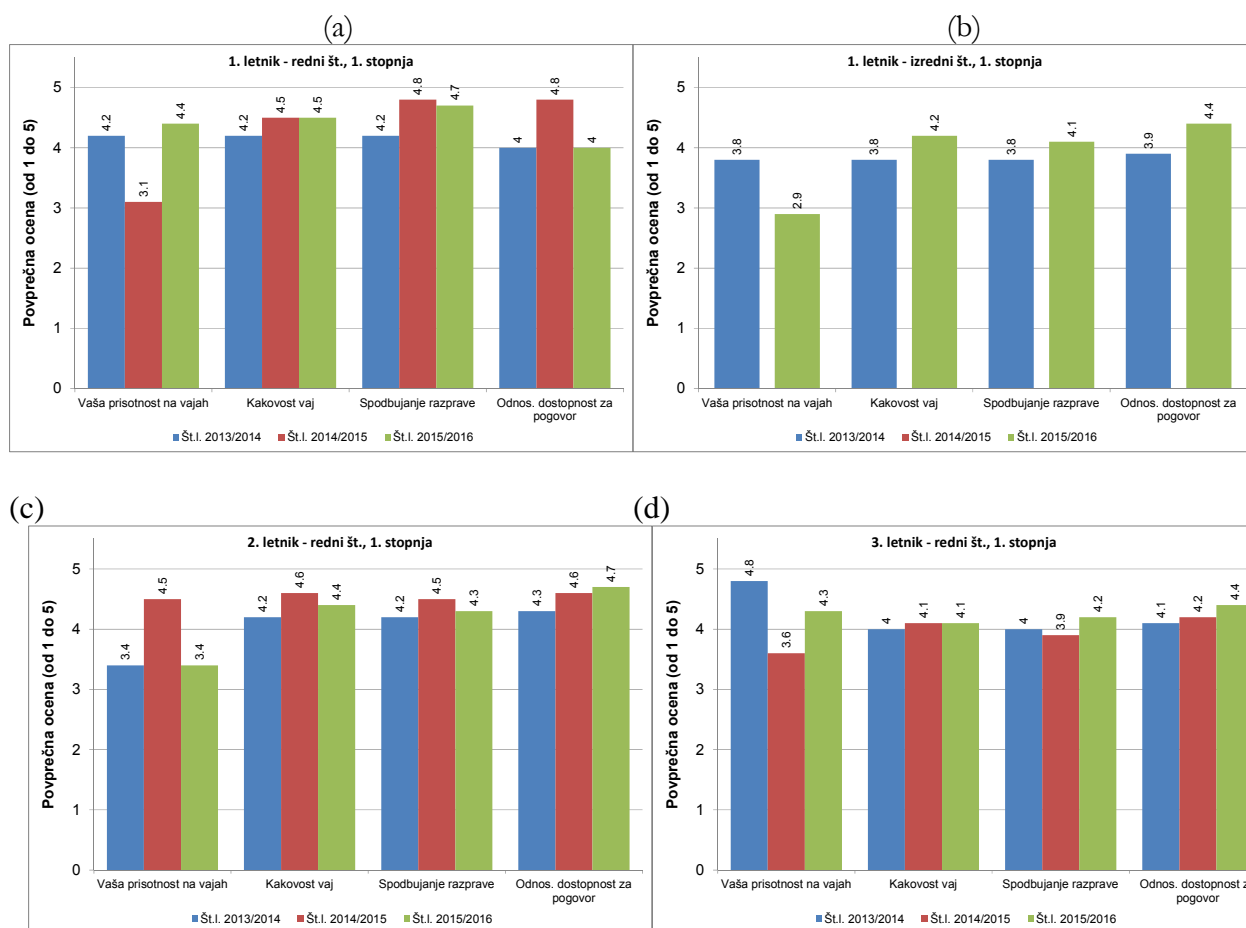 (a)
(b)
1. letnik - redni št., 1. stopnja
Povprečna ocena (od 1 do 5)
5
4
3
2
1
0
4.2
3.1
4.4
4.2
4.5
4.5
4.2
4.8
4.7
4
4.8
4
Vaša prisotnost na vajah
Kakovost vaj
Spodbujanje razprave
Odnos. dostopnost za
pogovor
Št.l. 2013/2014
Št.l. 2014/2015
Št.l. 2015/2016
1. letnik - izredni št., 1. stopnja
Povprečna ocena (od 1 do 5)
5
4
3
2
1
0
3.8
2.9
3.8
4.2
3.8
4.1
3.9
4.4
Vaša prisotnost na vajah
Kakovost vaj
Spodbujanje razprave
Odnos. dostopnost za
pogovor
Št.l. 2013/2014
Št.l. 2014/2015
Št.l. 2015/2016
(c)
(d)
2. letnik - redni št., 1. stopnja
Povprečna ocena (od 1 do 5)
5
4
3
2
1
0
3.4
4.5
3.4
4.2
4.6
4.4
4.2
4.5
4.3
4.3
4.6
4.7
Vaša prisotnost na vajah
Kakovost vaj
Spodbujanje razprave
Odnos. dostopnost za
pogovor
Št.l. 2013/2014
Št.l. 2014/2015
Št.l. 2015/2016
3. letnik - redni št., 1. stopnja
Povprečna ocena (od 1 do 5)
5
4
3
2
1
0
4.8
3.6
4.3
4
4.1
4.1
4
3.9
4.2
4.1
4.2
4.4
Vaša prisotnost na vajah
Kakovost vaj
Spodbujanje razprave
Odnos. dostopnost za
pogovor
Št.l. 2013/2014
Št.l. 2014/2015
Št.l. 2015/2016